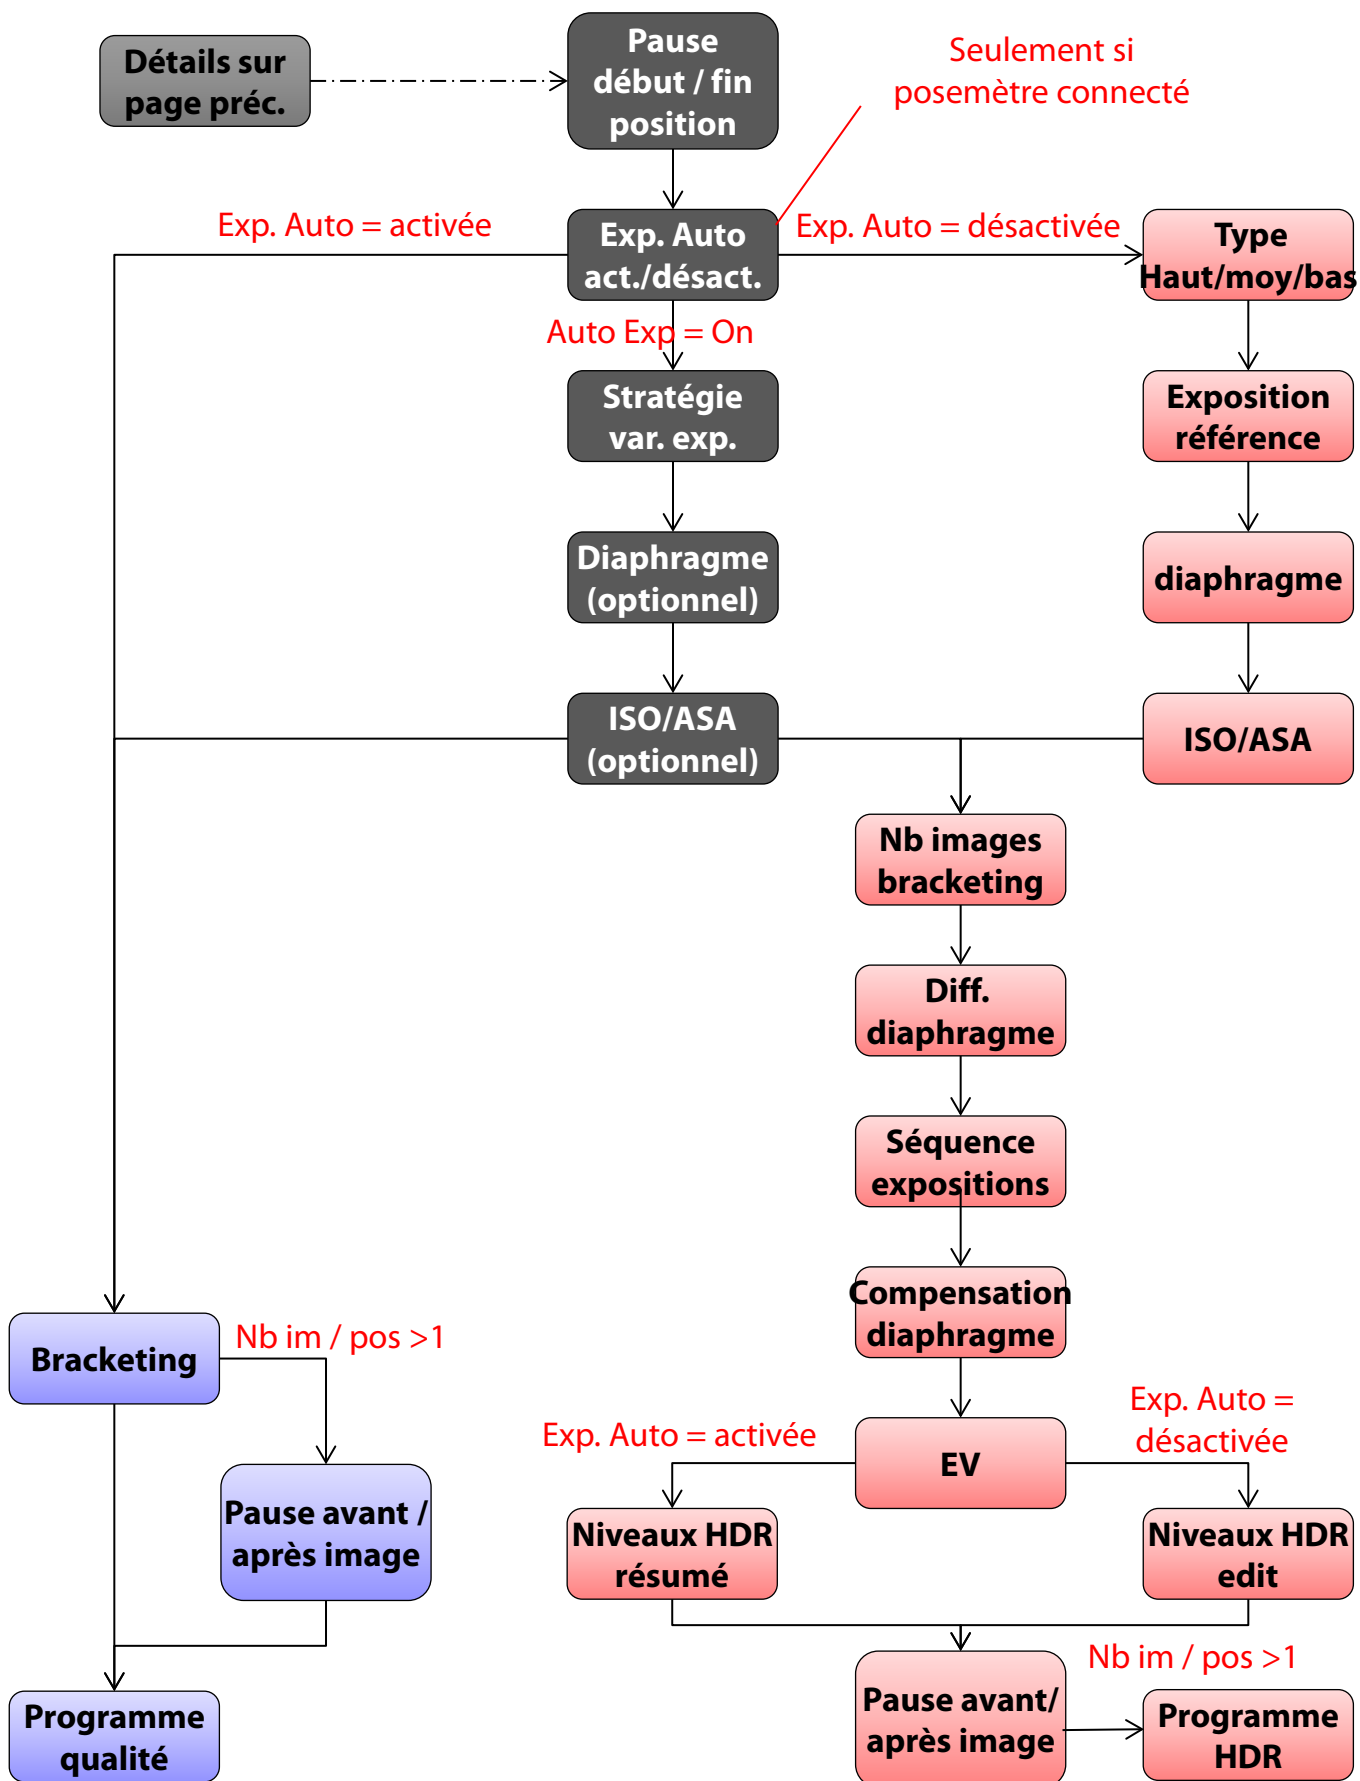 Détails sur
page préc.
Pause
début / fin
position
Seulement si
posemètre connecté
Exp. Auto = activée
Exp. Auto
act./désact.
Exp. Auto = désactivée
Type
Haut/moy/bas
Auto Exp = On
Stratégie
var. exp.
Exposition
référence
Diaphragme
(optionnel)
diaphragme
ISO/ASA
(optionnel)
ISO/ASA
Nb images
bracketing
Diff.
diaphragme
Séquence
expositions
Compensation
diaphragme
Bracketing
Nb im / pos >1
Exp. Auto = activée
EV
Exp. Auto =
désactivée
Pause avant /
après image
Niveaux HDR
résumé
Niveaux HDR
edit
Nb im / pos >1
Programme
qualité
Pause avant/
après image
Programme
HDR